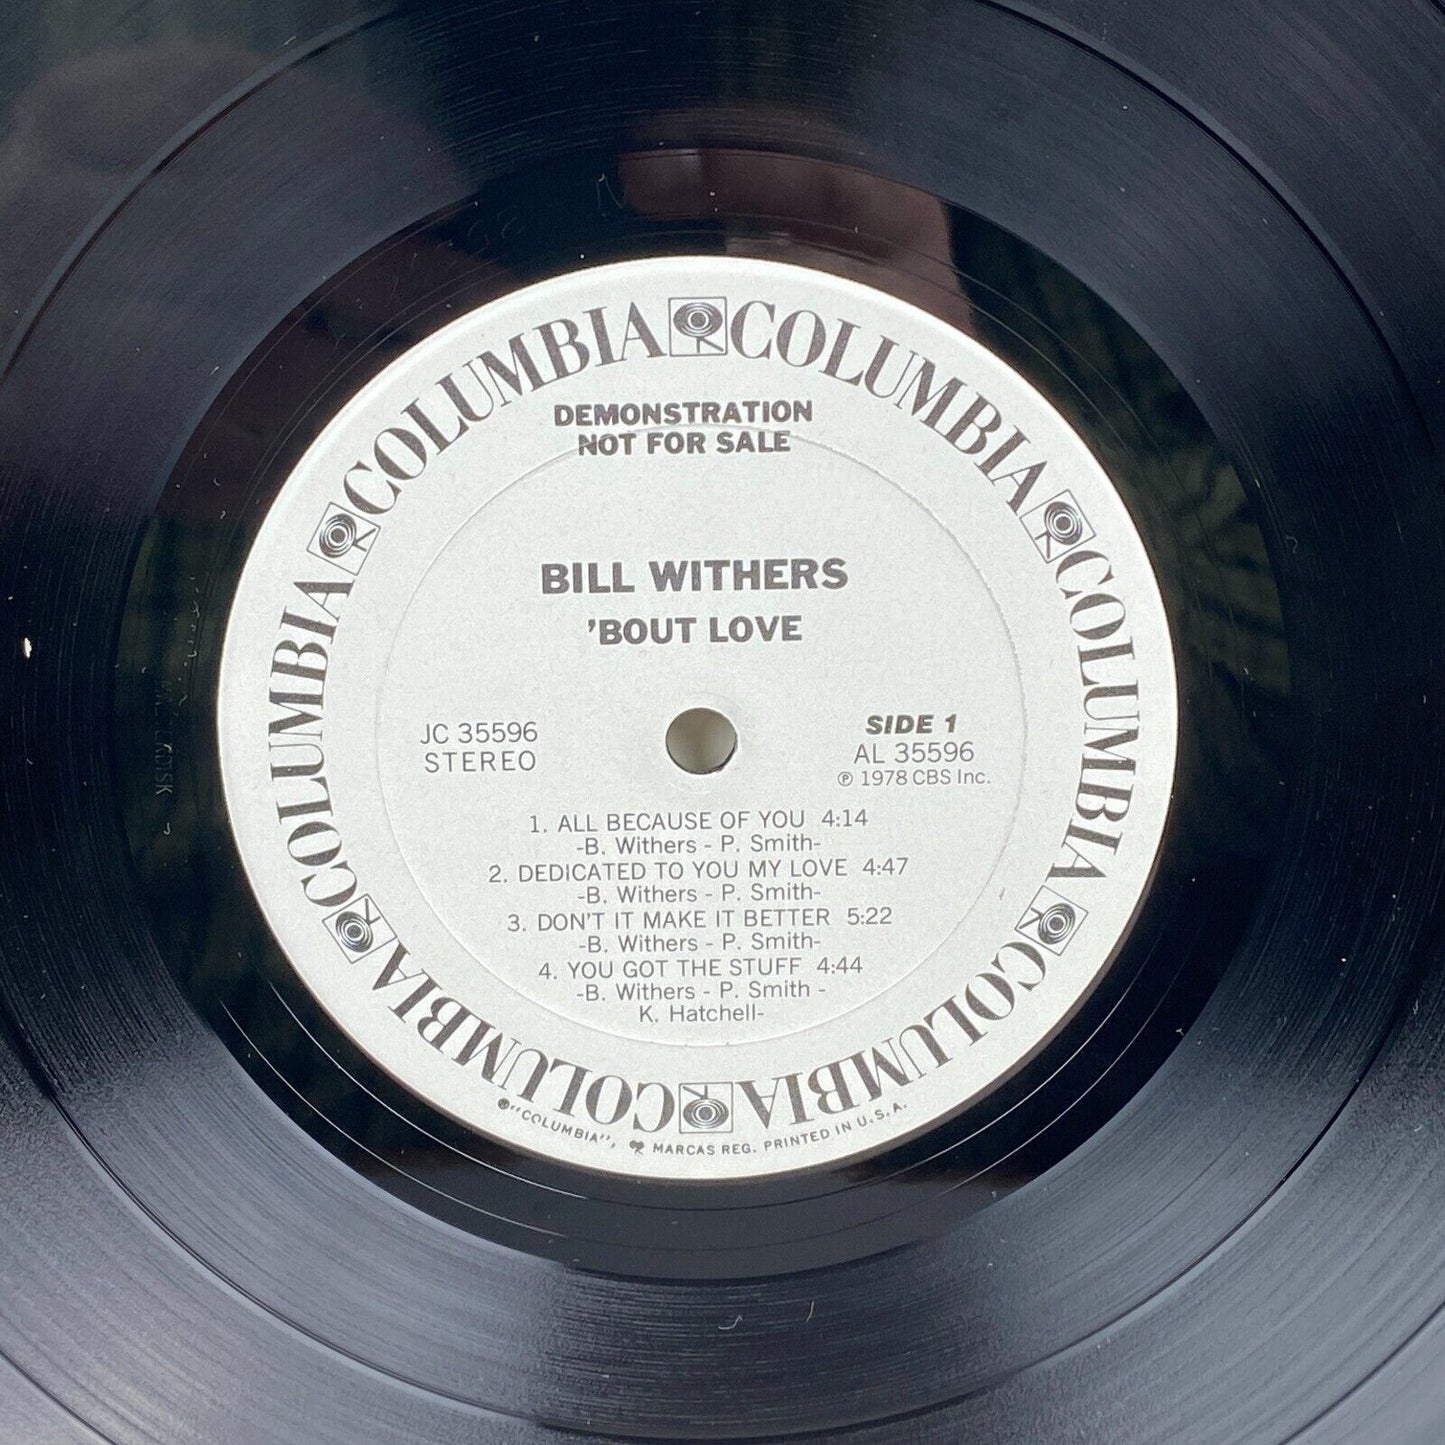 COLUMBIA COLUMBIA COLUMBIA COLUMBIA COLUMBIA COLUMBIA COLUMBIA COLUMBIA
DEMONSTRATION
NOT FOR SALE
BILL WITHERS
'BOUT LOVE
JC 35596
STEREO
SIDE 1
AL 35596
℗ 1978 CBS Inc.
1. ALL BECAUSE OF YOU 4:14
-B. Withers - P. Smith-
2. DEDICATED TO YOU MY LOVE 4:47
-B. Withers - P. Smith-
3. DON'T IT MAKE IT BETTER 5:22
-B. Withers - P. Smith-
4. YOU GOT THE STUFF 4:44
-B. Withers - P. Smith -
K. Hatchell-
®"COLUMBIA", MARCAS REG. PRINTED IN U.S.A.